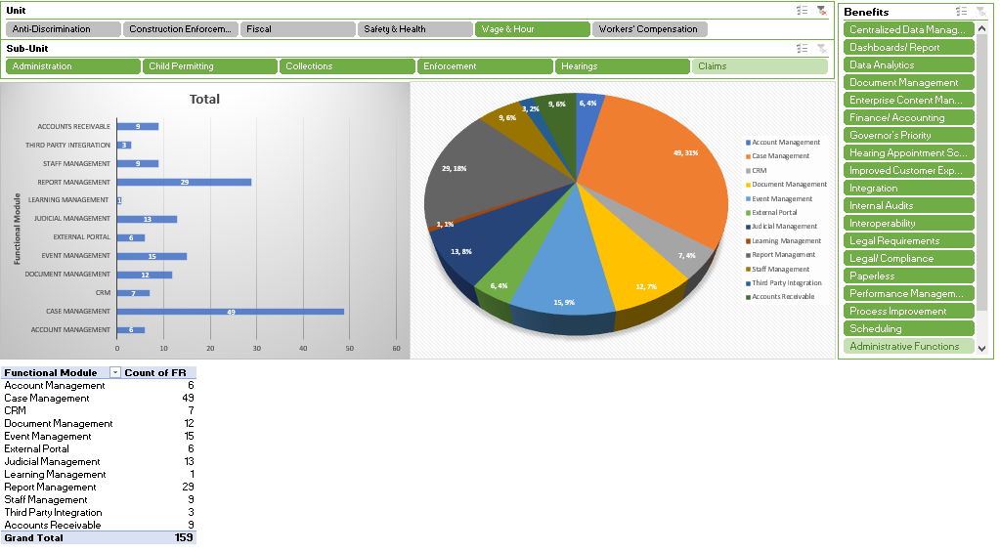 Unit
Anti-Discrimination
Construction Enforcem...
Fiscal
Safety & Health
Wage & Hour
Workers' Compensation
Sub-Unit
Administration
Child Permitting
Collections
Enforcement
Hearings
Claims
Benefits
Centralized Data Manag...
Dashboards/ Report
Data Analytics
Document Management
Enterprise Content Man...
Finance/ Accounting
Governor's Priority
Hearing Appointment Sc...
Improved Customer Exp...
Integration
Internal Audits
Interoperability
Legal Requirements
Legal/ Compliance
Paperless
Performance Managem...
Process Improvement
Scheduling
Administrative Functions
Total
Functional Module
ACCOUNTS RECEIVABLE 9
THIRD PARTY INTEGRATION 3
STAFF MANAGEMENT 9
REPORT MANAGEMENT 29
LEARNING MANAGEMENT 1
JUDICIAL MANAGEMENT 13
EXTERNAL PORTAL 6
EVENT MANAGEMENT 15
DOCUMENT MANAGEMENT 12
CRM 7
CASE MANAGEMENT 49
ACCOUNT MANAGEMENT 6
0 10 20 30 40 50 60
6, 4%
49, 31%
7, 4%
12, 7%
15, 9%
6, 4%
13, 8%
1, 1%
29, 18%
9, 6%
3, 2%
9, 6%
Account Management
Case Management
CRM
Document Management
Event Management
External Portal
Judicial Management
Learning Management
Report Management
Staff Management
Third Party Integration
Accounts Receivable
Functional Module Count of FR
Account Management 6
Case Management 49
CRM 7
Document Management 12
Event Management 15
External Portal 6
Judicial Management 13
Learning Management 1
Report Management 29
Staff Management 9
Third Party Integration 3
Accounts Receivable 9
Grand Total 159